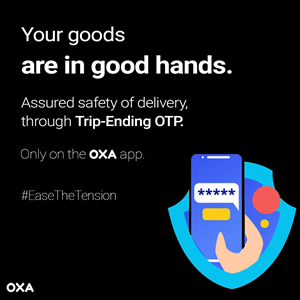 Your goods
are in good hands.
Assured safety of delivery,
through Trip-Ending OTP.
Only on the OXA app.
*****
#EaseTheTension
OXA